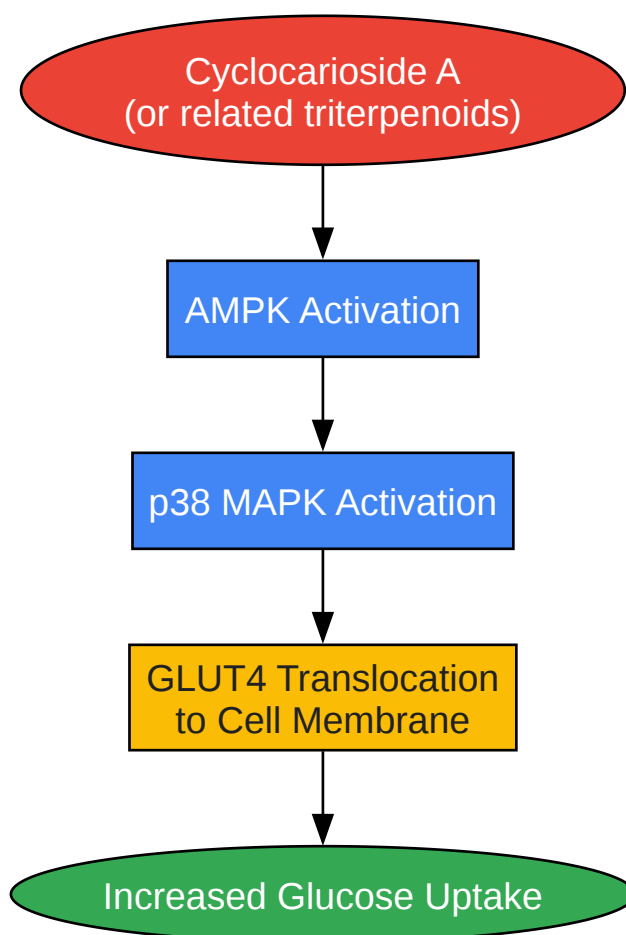 Cyclocarioside A
(or related triterpenoids)
AMPK Activation
p38 MAPK Activation
GLUT4 Translocation
to Cell Membrane
Increased Glucose Uptake